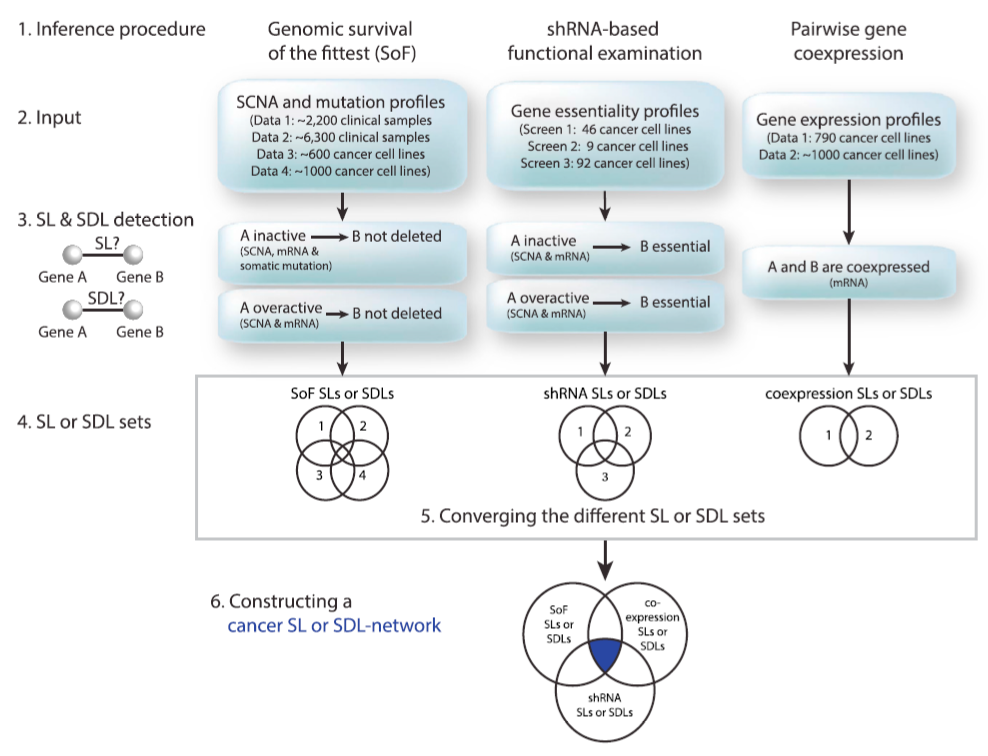 1. Inference procedure
Genomic survival
of the fittest (SoF)
shRNA-based
functional examination
Pairwise gene
coexpression
2. Input
SCNA and mutation profiles
(Data 1: ~2,200 clinical samples
Data 2: ~6,300 clinical samples
Data 3: ~600 cancer cell lines
Data 4: ~1000 cancer cell lines)
Gene essentiality profiles
(Screen 1: 46 cancer cell lines
Screen 2: 9 cancer cell lines
Screen 3: 92 cancer cell lines)
Gene expression profiles
(Data 1: 790 cancer cell lines
Data 2: ~1000 cancer cell lines)
3. SL & SDL detection
SL?
Gene A Gene B
SDL?
Gene A Gene B
A inactive B not deleted
(SCNA, mRNA &
somatic mutation)
A overactive B not deleted
(SCNA & mRNA)
A inactive B essential
(SCNA & mRNA)
A overactive B essential
(SCNA & mRNA)
A and B are coexpressed
(mRNA)
4. SL or SDL sets
SoF SLs or SDLs
1 2
3 4
shRNA SLs or SDLs
1 2
3
coexpression SLs or SDLs
1 2
5. Converging the different SL or SDL sets
6. Constructing a
cancer SL or SDL-network
SoF
SLs or
SDLs
co-
expression
SLs or
SDLs
shRNA
SLs or SDLs